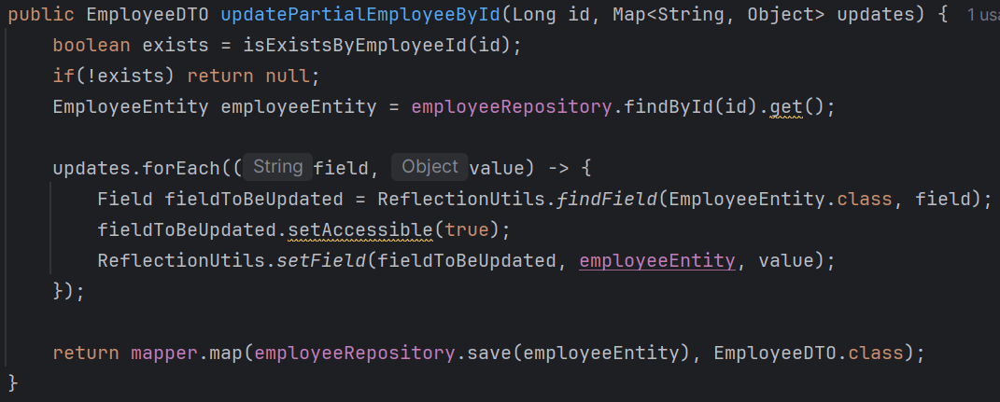 public EmployeeDTO updatePartialEmployeeById(Long id, Map<String, Object> updates) { 1 usa
    boolean exists = isExistsByEmployeeId(id);
    if(!exists) return null;
    EmployeeEntity employeeEntity = employeeRepository.findById(id).get();
    updates.forEach(( String field, Object value) -> {
        Field fieldToBeUpdated = ReflectionUtils.findField(EmployeeEntity.class, field);
        fieldToBeUpdated.setAccessible(true);
        ReflectionUtils.setField(fieldToBeUpdated, employeeEntity, value);
    });
    return mapper.map(employeeRepository.save(employeeEntity), EmployeeDTO.class);
}